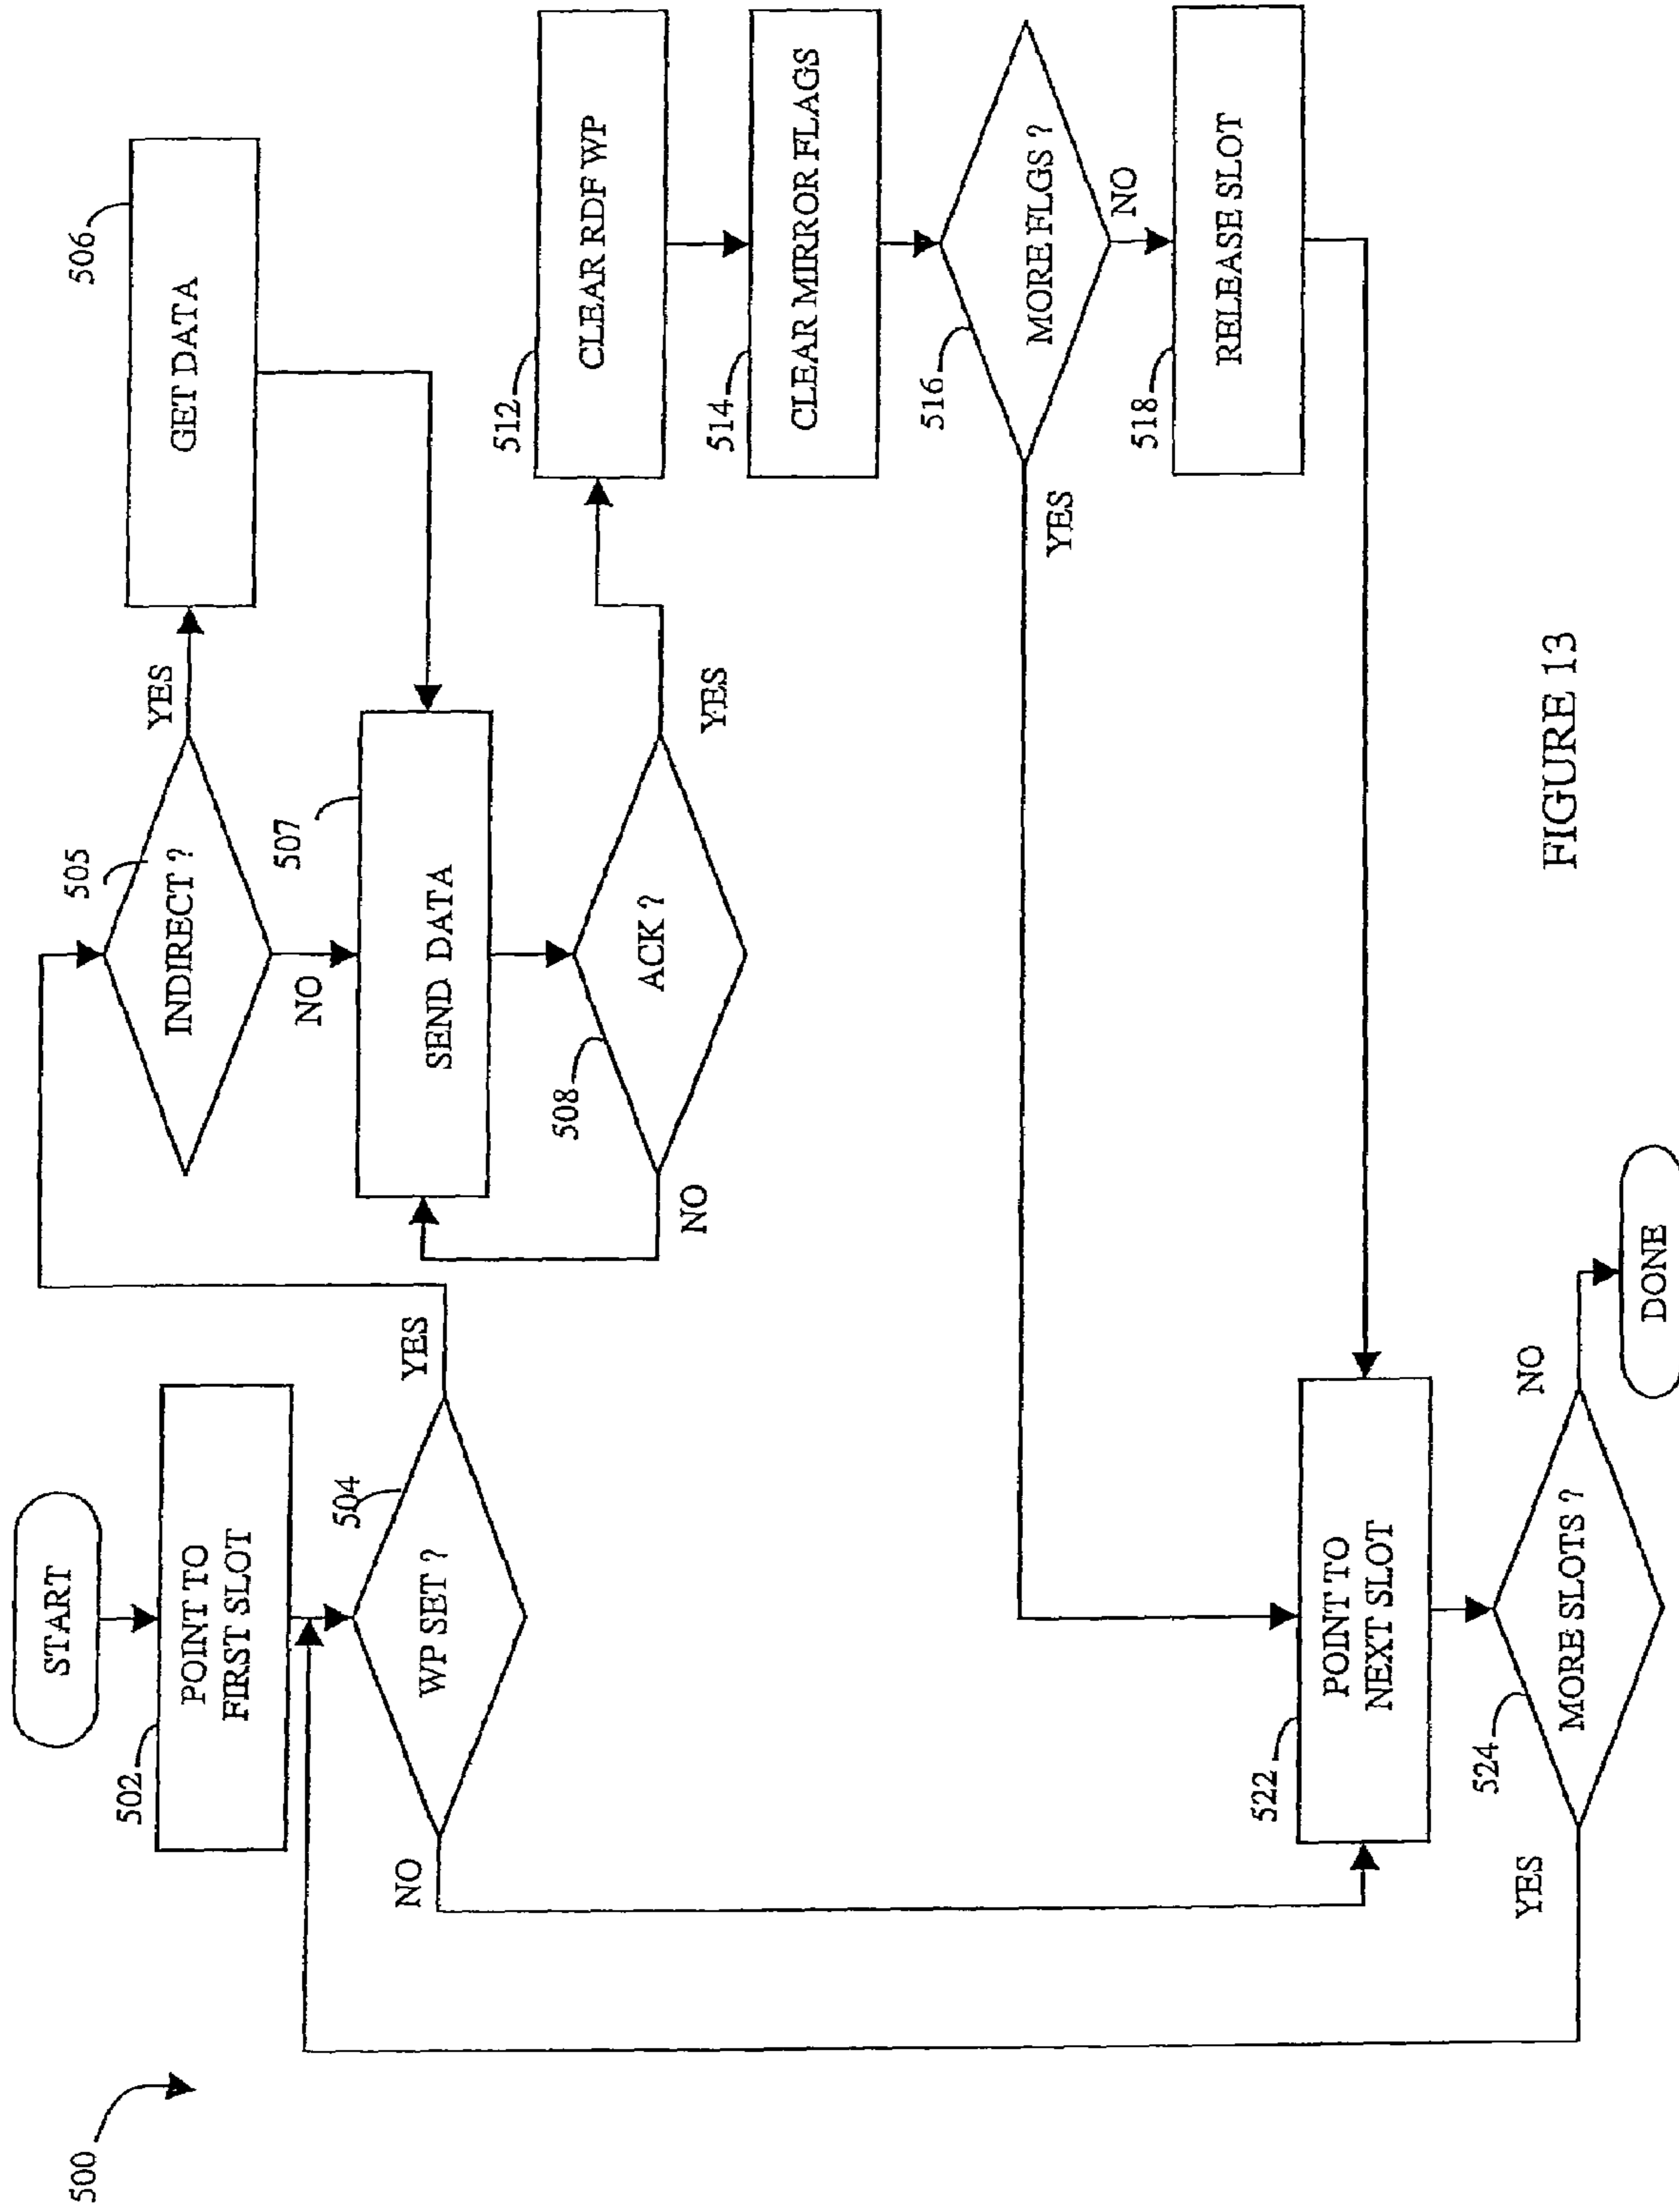 500
START
502
POINT TO
FIRST SLOT
504
WP SET ?
YES
NO
505
INDIRECT ?
YES
NO
506
GET DATA
507
SEND DATA
508
ACK ?
NO
YES
512
CLEAR RDF WP
514
CLEAR MIRROR FLAGS
516
MORE FLGS ?
YES
NO
518
RELEASE SLOT
522
POINT TO
NEXT SLOT
524
MORE SLOTS ?
YES
NO
DONE
FIGURE 13